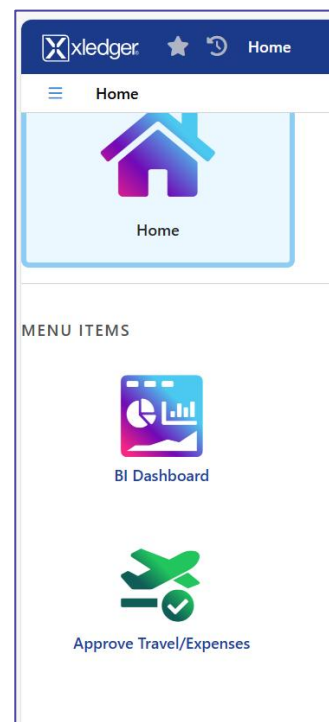 xledger Home
Home
Home
MENU ITEMS
BI Dashboard
Approve Travel/Expenses